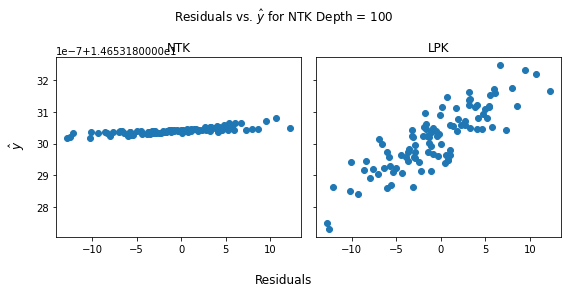 Residuals vs. ŷ for NTK Depth = 100
1e-7+1.4653180000e1
NTK
LPK
32
31
30
29
28
ŷ
−10 −5 0 5 10
−10 −5 0 5 10
Residuals